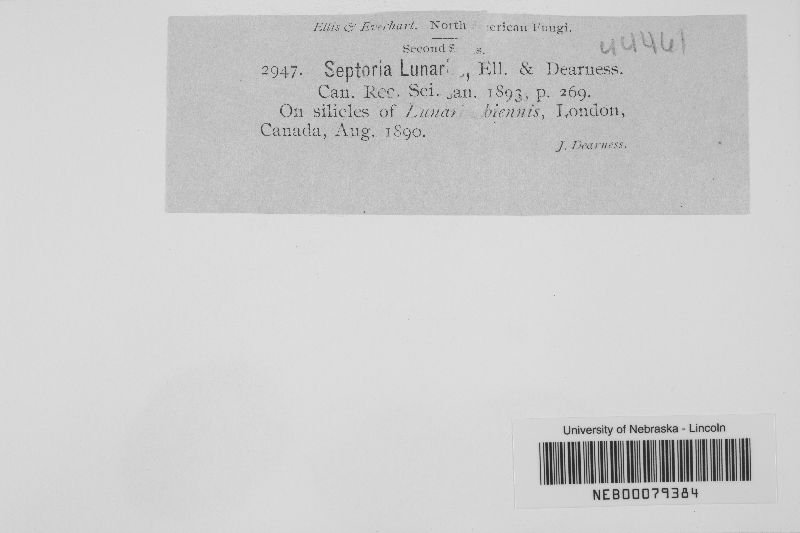 Ellis & Everhart. North erican Fungi.
44461
Second S s.
2947. Septoria Lunari , Ell. & Dearness.
Can. Rec. Sci. Jan. 1893, p. 269.
On silicles of Lunari biennis, London,
Canada, Aug. 1890.
J. Dearness.
University of Nebraska - Lincoln
NEB00079384